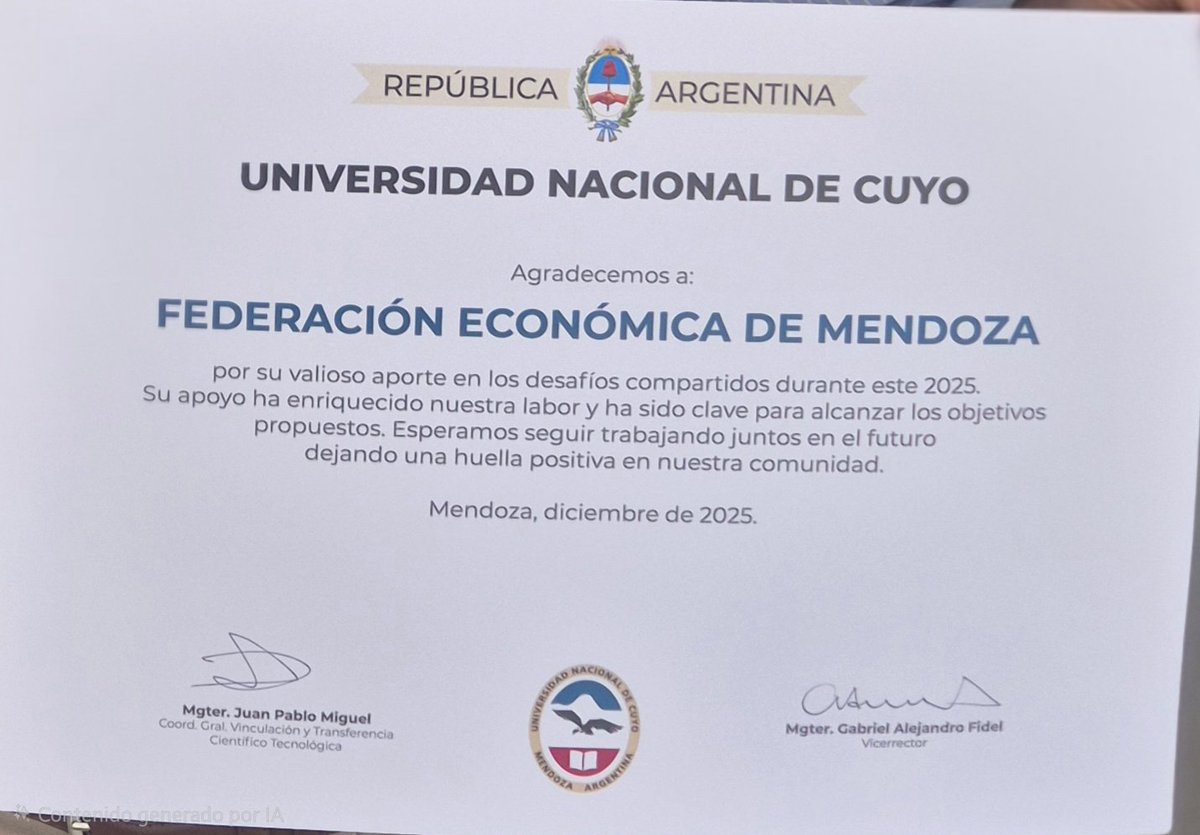 REPÚBLICA ARGENTINA
UNIVERSIDAD NACIONAL DE CUYO
Agradecemos a:
FEDERACIÓN ECONÓMICA DE MENDOZA
por su valioso aporte en los desafíos compartidos durante este 2025.
Su apoyo ha enriquecido nuestra labor y ha sido clave para alcanzar los objetivos
propuestos. Esperamos seguir trabajando juntos en el futuro
dejando una huella positiva en nuestra comunidad.
Mendoza, diciembre de 2025.
Mgter. Juan Pablo Miguel
Coord. Gral. Vinculación y Transferencia
Científico Tecnológica
UNIVERSIDAD NACIONAL DE CUYO
MENDOZA ARGENTINA
Mgter. Gabriel Alejandro Fidel
Vicerrector
Contenido generado por IA